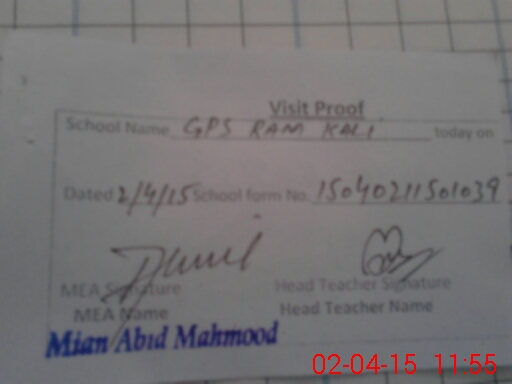 Visit Proof
School Name GPS RAM KALI today on
Dated 2/4/15 School form No. 15040211501039
MEA Signature Head Teacher Signature
MEA Name Head Teacher Name
Mian Abid Mahmood
02-04-15 11:55